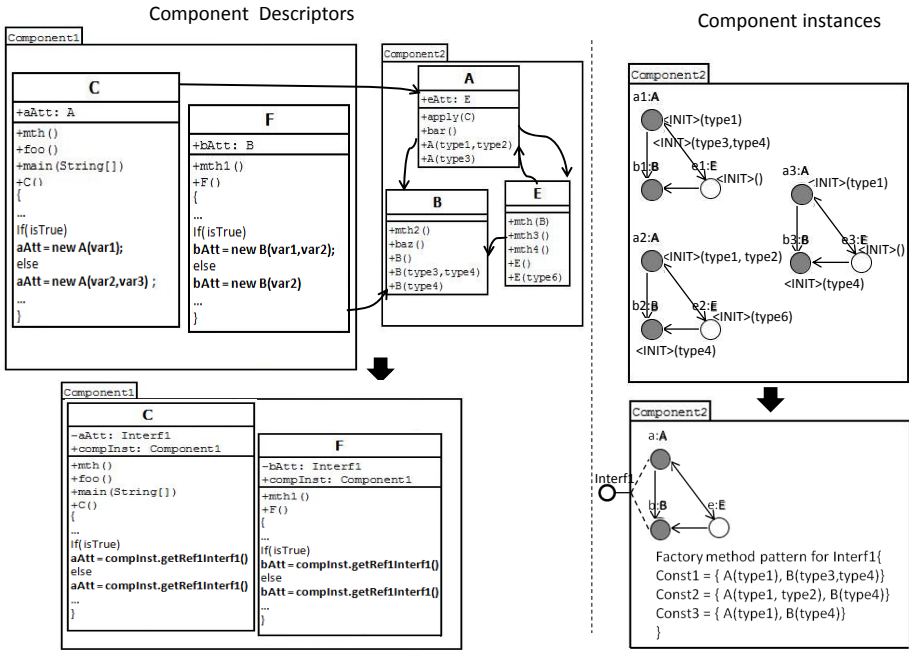 Component Descriptors
Component instances
Component1
C
+aAtt: A
+mth()
+foo()
+main(String[])
+C()
{
...
If(isTrue)
aAtt = new A(var1);
else
aAtt = new A(var2,var3) ;
...
}
F
+bAtt: B
+mth1()
+F()
{
...
If(isTrue)
bAtt = new B(var1,var2);
else
bAtt = new B(var2)
...
}
Component2
A
+eAtt: E
+apply(C)
+bar()
+A(type1,type2)
+A(type3)
B
+mth2()
+baz()
+B()
+B(type3,type4)
+B(type4)
E
+mth(B)
+mth3()
+mth4()
+E()
+E(type6)
Component2
a1:A
<INIT>(type1)
<INIT>(type3,type4)
b1:B
e1:E
<INIT>()
a3:A
<INIT>(type1)
b3:B
e3:E
<INIT>()
<INIT>(type4)
a2:A
<INIT>(type1, type2)
b2:B
e2:E
<INIT>(type6)
<INIT>(type4)
Component1
C
-aAtt: Interf1
+compInst: Component1
+mth()
+foo()
+main(String[])
+C()
{
...
If(isTrue)
aAtt = compInst.getRef1Interf1()
else
aAtt = compInst.getRef1Interf1()
...
}
F
-bAtt: Interf1
+compInst: Component1
+mth1()
+F()
{
...
If(isTrue)
bAtt = compInst.getRef1Interf1()
else
bAtt = compInst.getRef1Interf1()
...
}
Component2
a:A
Interf1
b:B
e:E
Factory method pattern for Interf1{
Const1 = { A(type1), B(type3,type4)}
Const2 = { A(type1, type2), B(type4)}
Const3 = { A(type1), B(type4)}
}